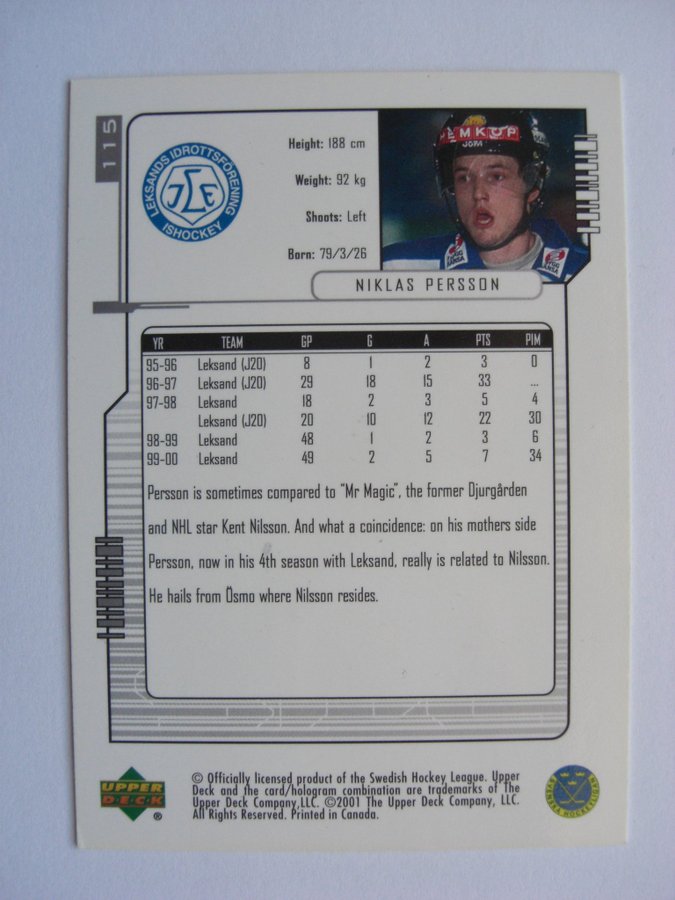 115
LEKSANDS IDROTTSFÖRENING
ISHOCKEY
Height: 188 cm
Weight: 92 kg
Shoots: Left
Born: 79/3/26
MKOP
JOFA
NIKLAS PERSSON
YR TEAM GP G A PTS PIM
95-96 Leksand (J20) 8 1 2 3 0
96-97 Leksand (J20) 29 18 15 33 ...
97-98 Leksand 18 2 3 5 4
Leksand (J20) 20 10 12 22 30
98-99 Leksand 48 1 2 3 6
99-00 Leksand 49 2 5 7 34
Persson is sometimes compared to "Mr Magic", the former Djurgården
and NHL star Kent Nilsson. And what a coincidence: on his mothers side
Persson, now in his 4th season with Leksand, really is related to Nilsson.
He hails from Ösmo where Nilsson resides.
UPPER
DECK
®
© Officially licensed product of the Swedish Hockey League. Upper
Deck and the card/hologram combination are trademarks of The
Upper Deck Company,LLC. ©2001 The Upper Deck Company, LLC.
All Rights Reserved. Printed in Canada.
SVENSKA HOCKEYLIGAN